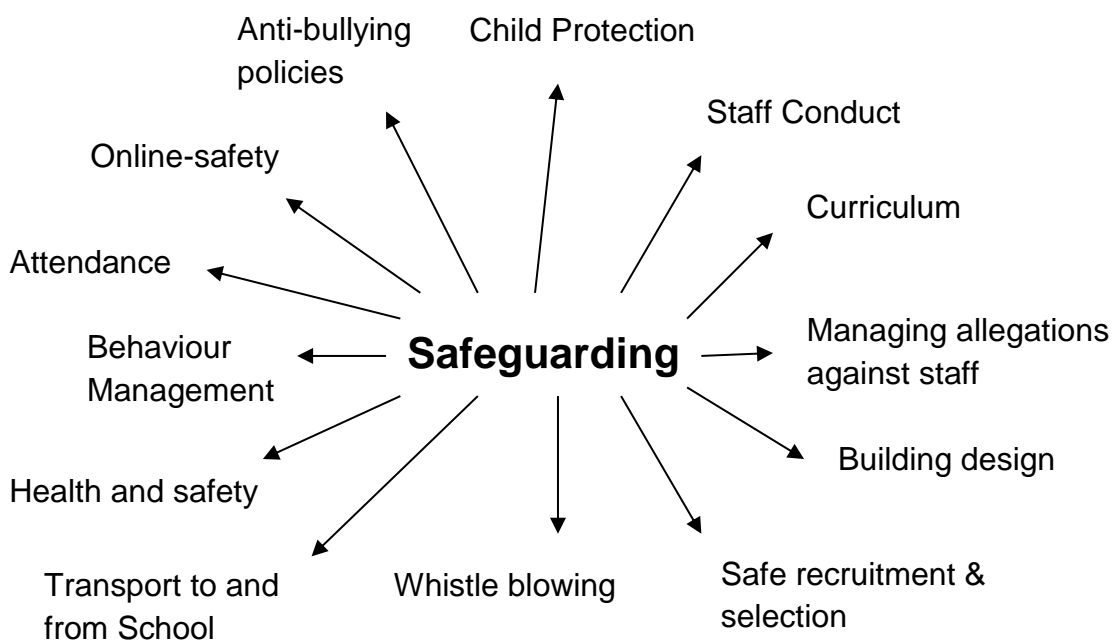 Anti-bullying
policies
Child Protection
Staff Conduct
Online-safety
Curriculum
Attendance
Managing allegations
against staff
Behaviour
Management
Safeguarding
Building design
Health and safety
Transport to and
from School
Whistle blowing
Safe recruitment &
selection